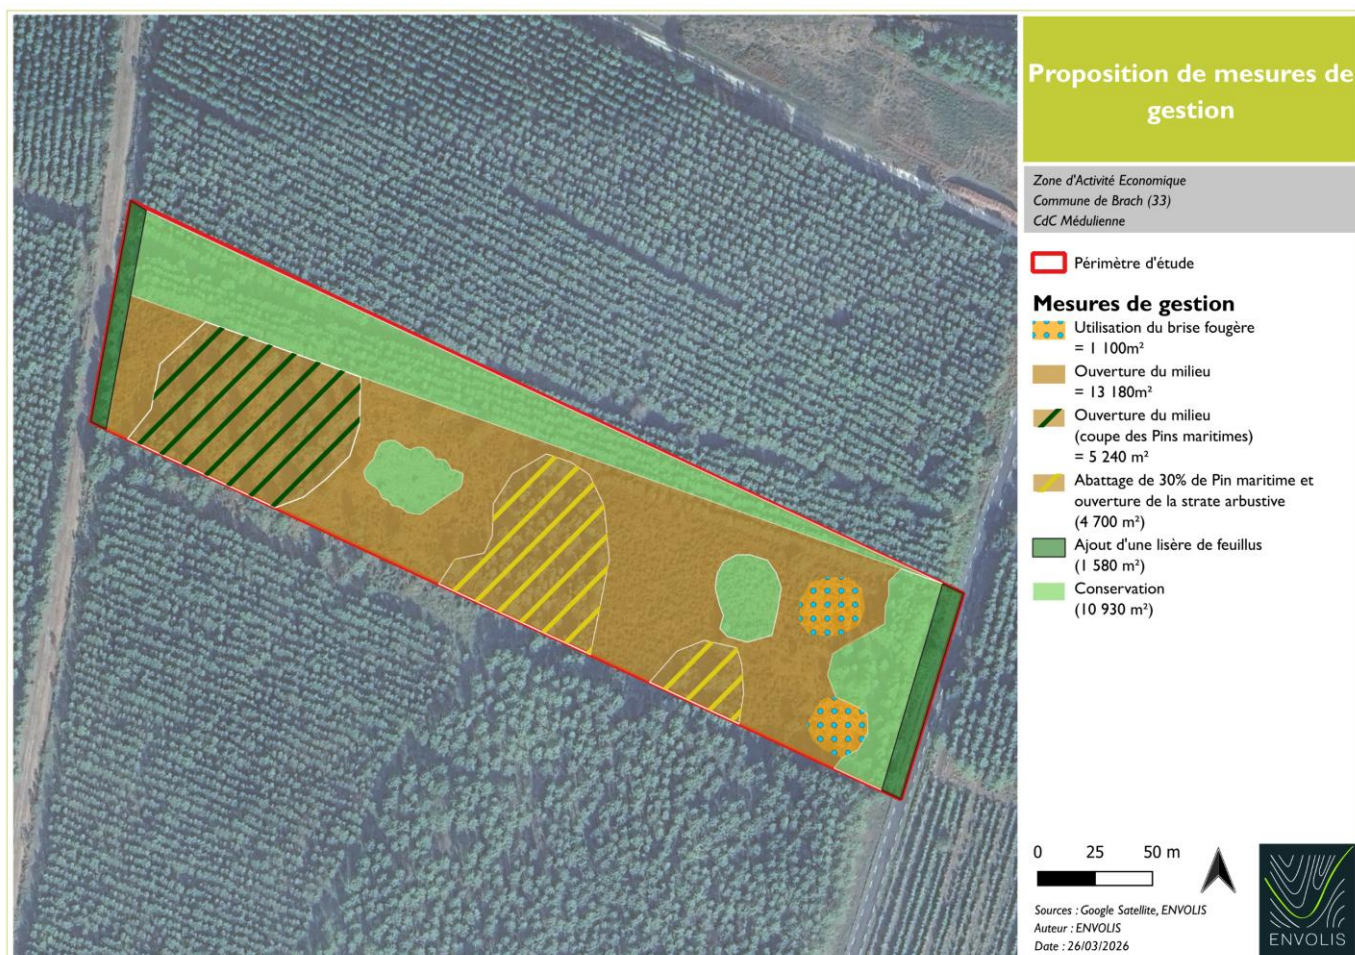 Proposition de mesures de
gestion
Zone d'Activité Economique
Commune de Brach (33)
CdC Médulienne
Périmètre d'étude
Mesures de gestion
Utilisation du brise fougère
= 1 100m²
Ouverture du milieu
= 13 180m²
Ouverture du milieu
(coupe des Pins maritimes)
= 5 240 m²
Abattage de 30% de Pin maritime et
ouverture de la strate arbustive
(4 700 m²)
Ajout d'une lisère de feuillus
(1 580 m²)
Conservation
(10 930 m²)
0 25 50 m
Sources : Google Satellite, ENVOLIS
Auteur : ENVOLIS
Date : 26/03/2026
ENVOLIS